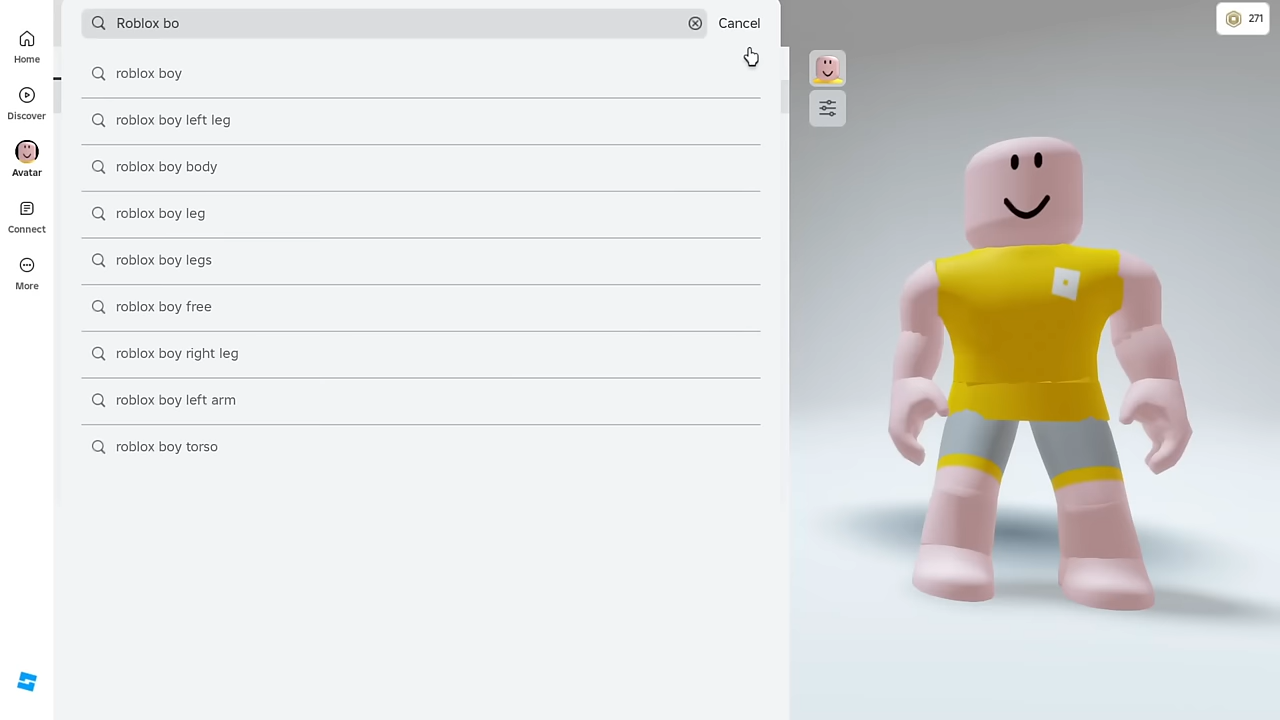 Roblox bo
Cancel
271
Home
Discover
Avatar
Connect
More
roblox boy
roblox boy left leg
roblox boy body
roblox boy leg
roblox boy legs
roblox boy free
roblox boy right leg
roblox boy left arm
roblox boy torso